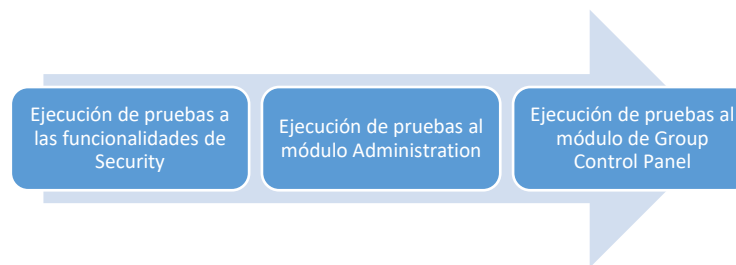 Ejecución de pruebas a
las funcionalidades de
Security
Ejecución de pruebas al
módulo Administration
Ejecución de pruebas al
módulo de Group
Control Panel